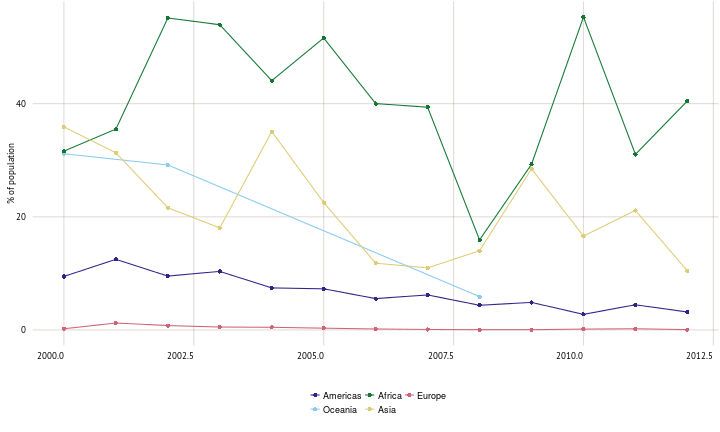 % of population
40
20
0
2000.0 2002.5 2005.0 2007.5 2010.0 2012.5
Americas Africa Europe
Oceania Asia